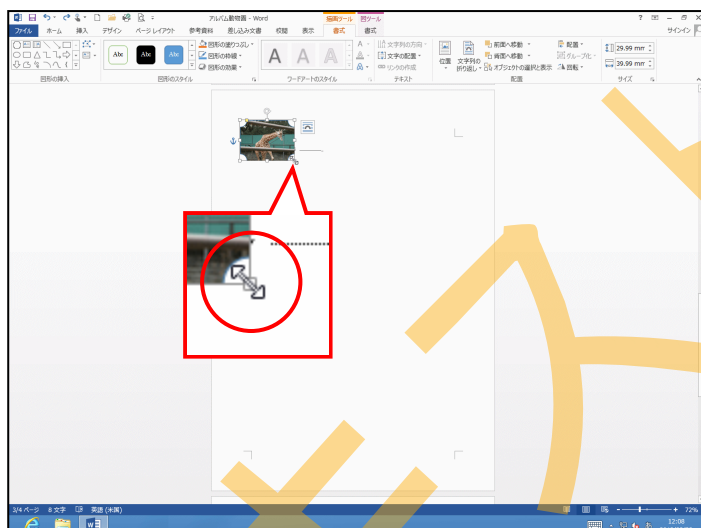 アルバム動物園 - Word
描画ツール
図ツール
サインイン
ファイル
ホーム
挿入
デザイン
ページ レイアウト
参考資料
差し込み文書
校閲
表示
書式
書式
図形の塗りつぶし
図形の枠線
図形の効果
Abc
Abc
Abc
A
A
A
文字列の方向
文字の配置
リンクの作成
位置
文字列の
折り返し
前面へ移動
背面へ移動
オブジェクトの選択と表示
配置
グループ化
回転
29.99 mm
39.99 mm
図形の挿入
図形のスタイル
ワードアートのスタイル
テキスト
配置
サイズ
3/4 ページ
8 文字
英語 (米国)
72%
12:08